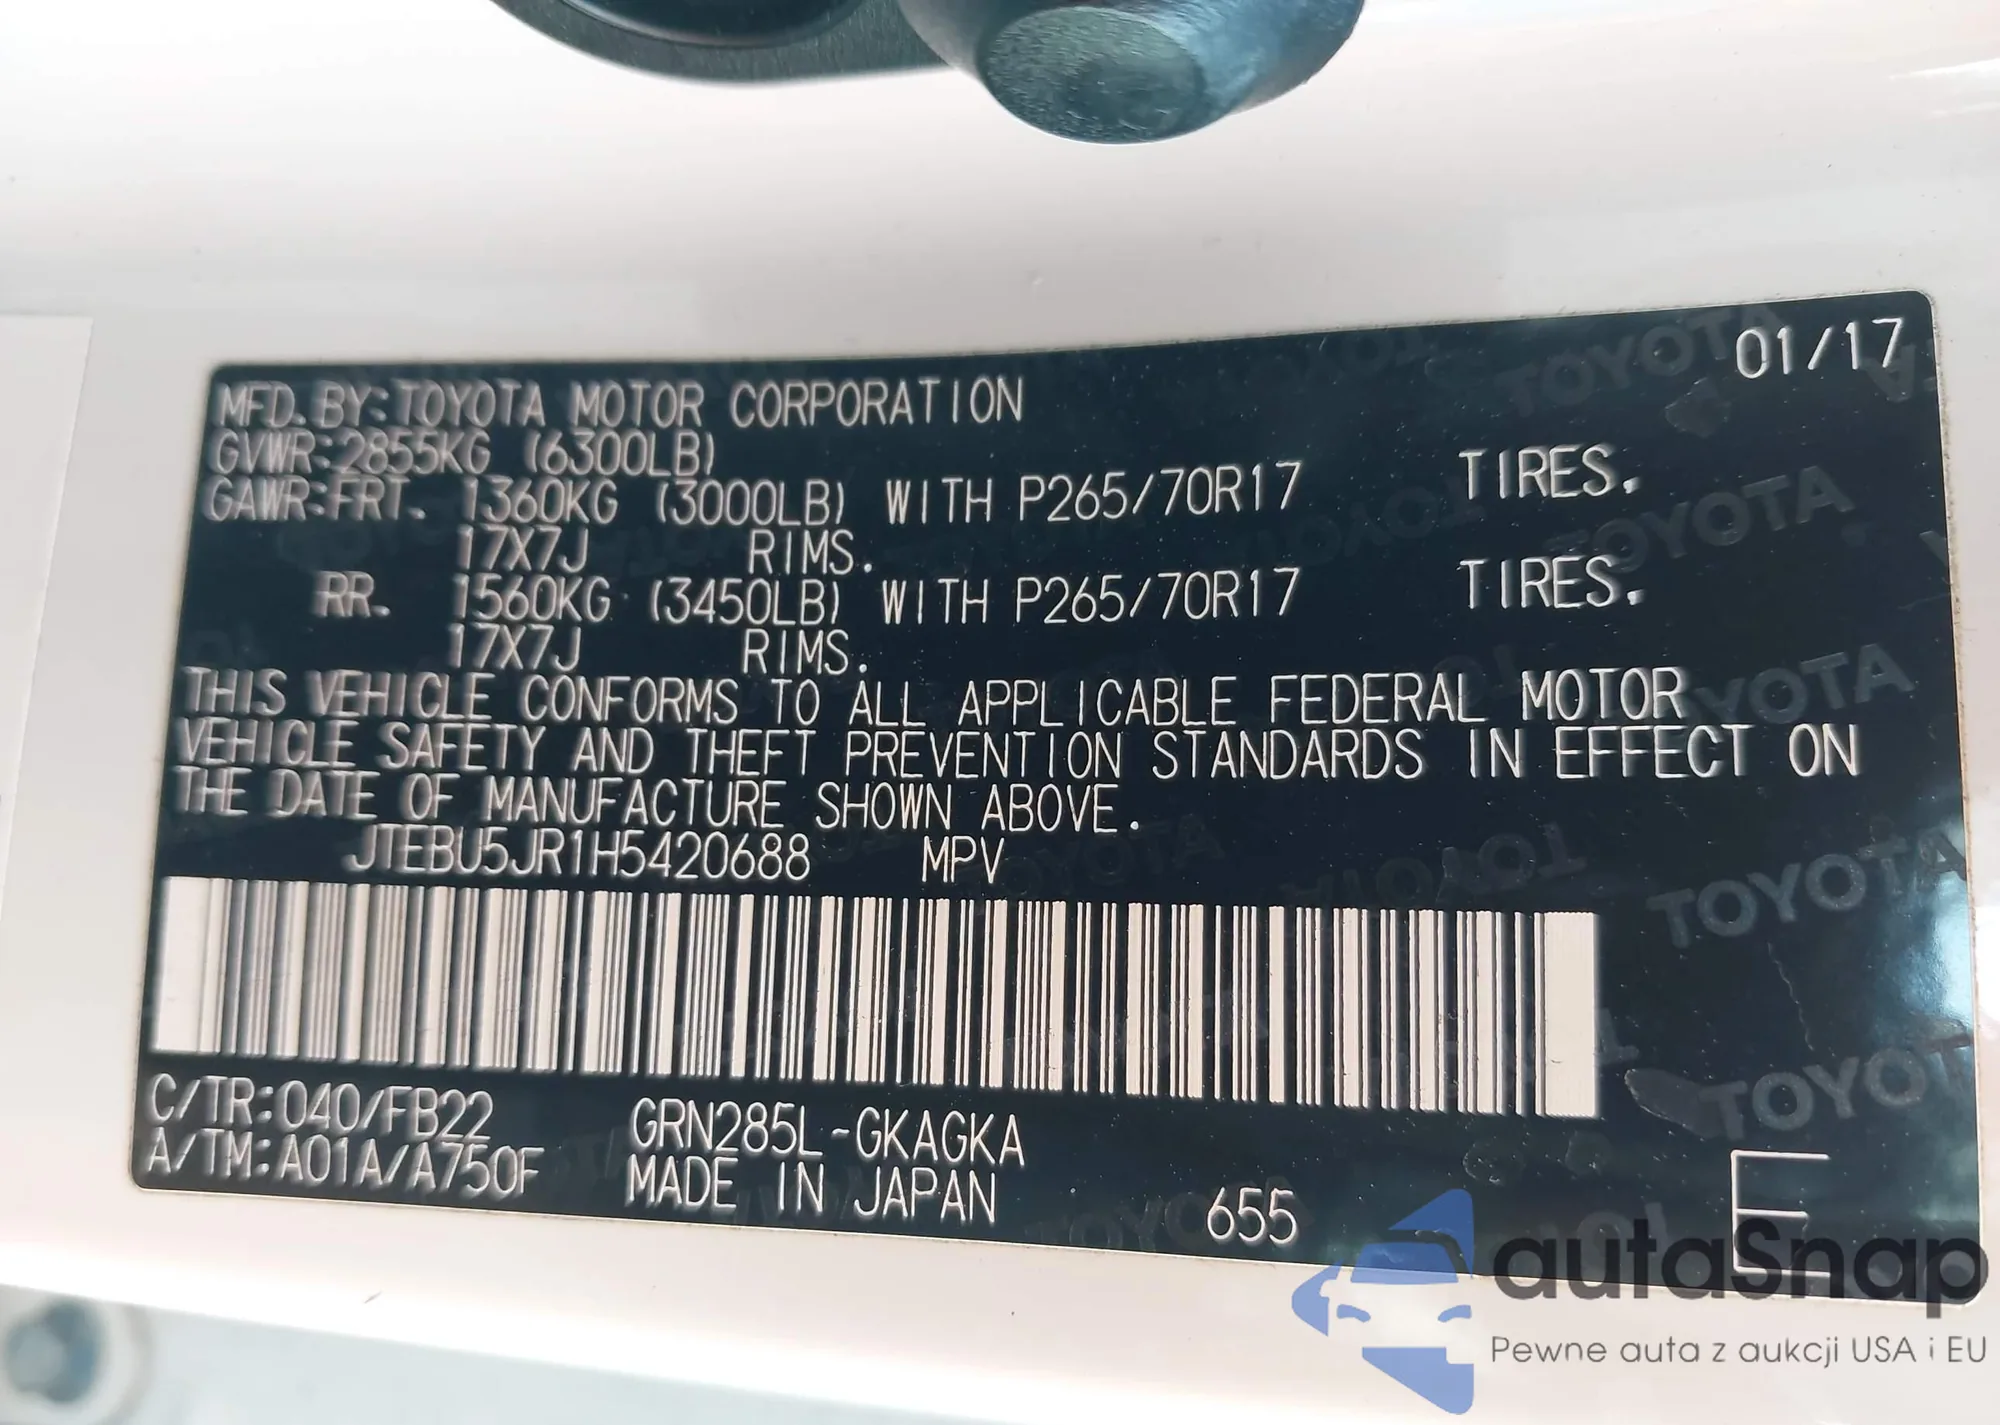 01/17
MFD. BY: TOYOTA MOTOR CORPORATION
GVWR: 2855KG (6300LB)
GAWR: FRT. 1360KG (3000LB) WITH P265/70R17 TIRES.
17X7J RIMS.
RR. 1560KG (3450LB) WITH P265/70R17 TIRES.
17X7J RIMS.
THIS VEHICLE CONFORMS TO ALL APPLICABLE FEDERAL MOTOR
VEHICLE SAFETY AND THEFT PREVENTION STANDARDS IN EFFECT ON
THE DATE OF MANUFACTURE SHOWN ABOVE.
JTEBU5JR1H5420688 MPV
C/TR: 040/FB22 GRN285L-GKAGKA
A/TM: A01A/A750F MADE IN JAPAN 655 E
autaSnap
Pewne auta z aukcji USA i EU